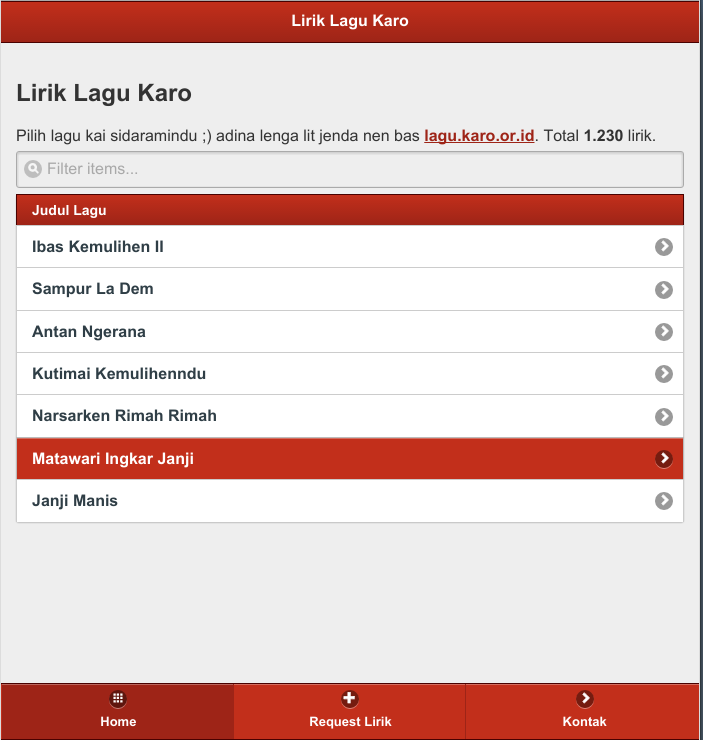 Lirik Lagu Karo
Lirik Lagu Karo
Pilih lagu kai sidaramindu ;) adina lenga lit jenda nen bas lagu.karo.or.id. Total 1.230 lirik.
Filter items...
Judul Lagu
Ibas Kemulihen II
Sampur La Dem
Antan Ngerana
Kutimai Kemulihenndu
Narsarken Rimah Rimah
Matawari Ingkar Janji
Janji Manis
Home
Request Lirik
Kontak